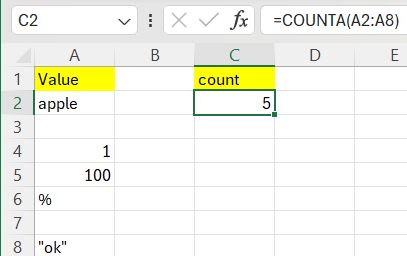 C2 fx =COUNTA(A2:A8)
A B C D E
1 Value count
2 apple 5
3
4 1
5 100
6 %
7
8 "ok"